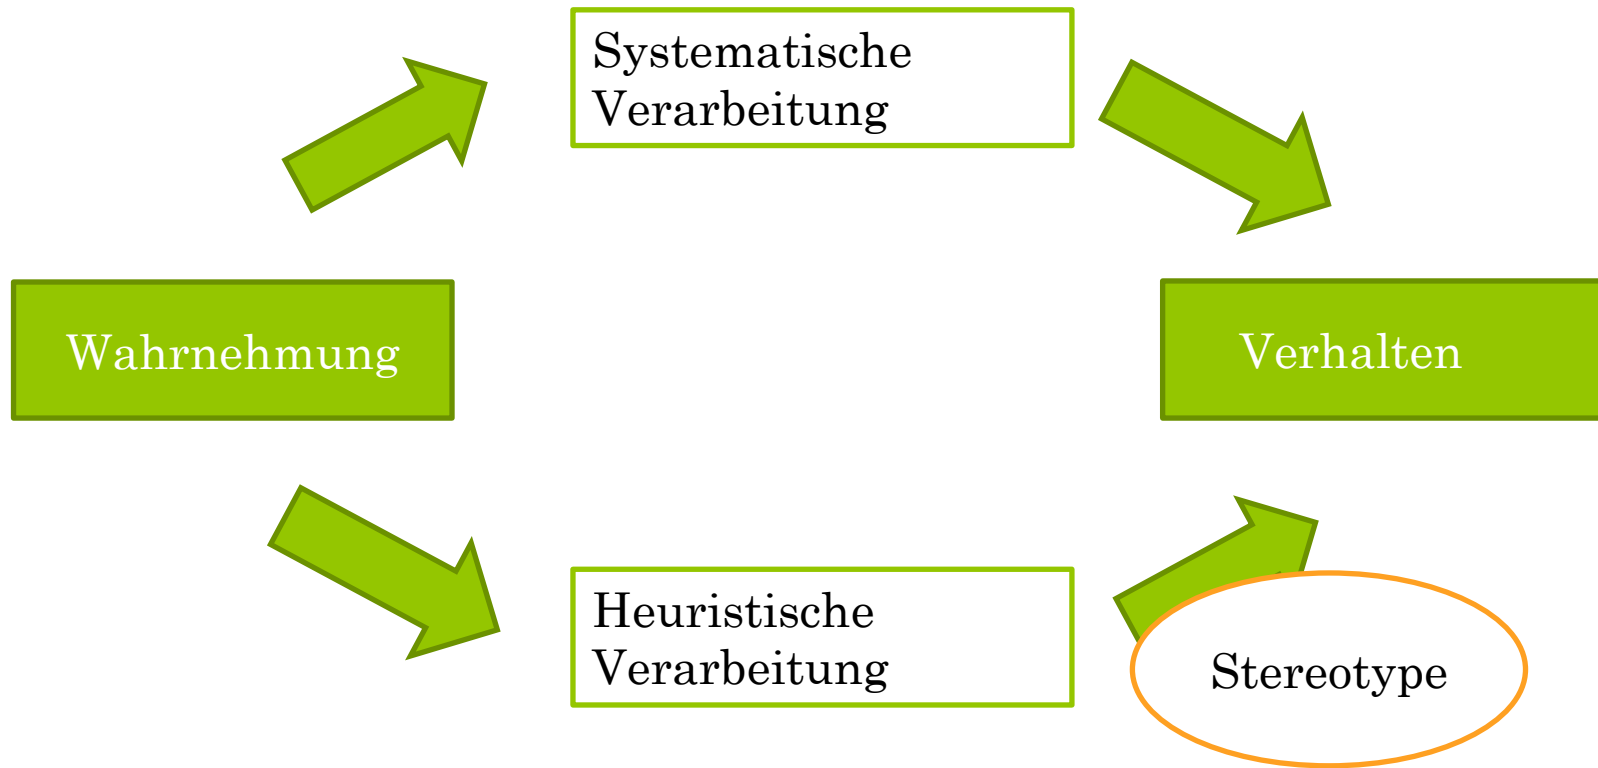 Systematische
Verarbeitung
Wahrnehmung
Verhalten
Heuristische
Verarbeitung
Stereotype